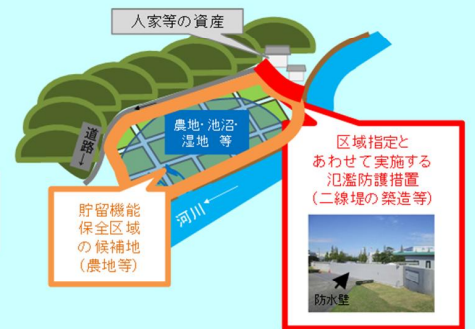 人家等の資産
道路
農地・池沼・
湿地 等
河川
貯留機能
保全区域
の候補地
(農地等)
区域指定と
あわせて実施する
氾濫防護措置
(二線堤の築造等)
防水壁